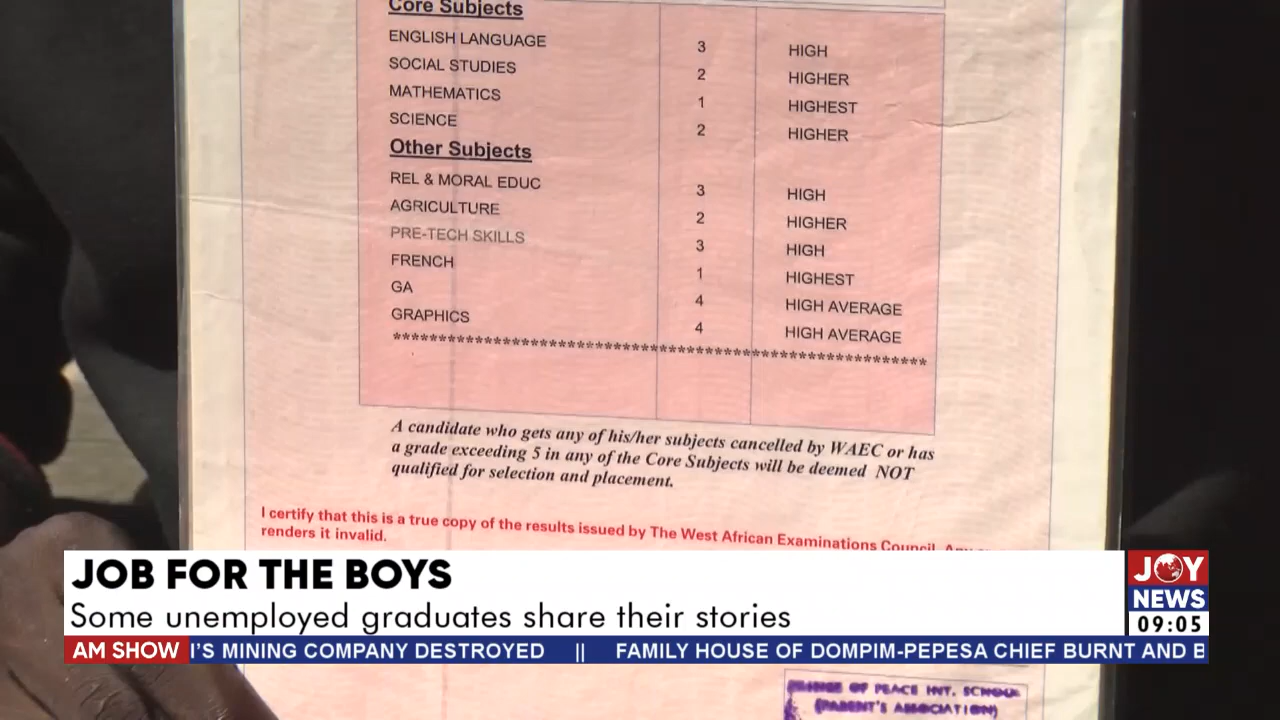 Core Subjects
ENGLISH LANGUAGE 3 HIGH
SOCIAL STUDIES 2 HIGHER
MATHEMATICS 1 HIGHEST
SCIENCE 2 HIGHER
Other Subjects
REL & MORAL EDUC 3 HIGH
AGRICULTURE 2 HIGHER
PRE-TECH SKILLS 3 HIGH
FRENCH 1 HIGHEST
GA 4 HIGH AVERAGE
GRAPHICS 4 HIGH AVERAGE
A candidate who gets any of his/her subjects cancelled by WAEC or has
a grade exceeding 5 in any of the Core Subjects will be deemed NOT
qualified for selection and placement.
I certify that this is a true copy of the results issued by The West African Examinations Council.
renders it invalid.
JOB FOR THE BOYS
Some unemployed graduates share their stories
JOY
NEWS
09:05
AM SHOW I'S MINING COMPANY DESTROYED || FAMILY HOUSE OF DOMPIM-PEPESA CHIEF BURNT AND B
OF PEACE INT. SCHOOL
(PARENT'S ASSOCIATION)